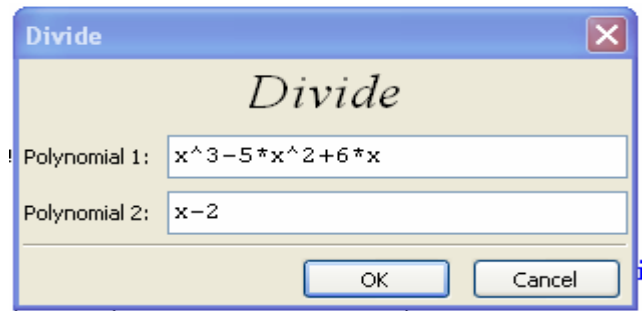 Divide
Divide
Polynomial 1: x^3-5*x^2+6*x
Polynomial 2: x-2
OK Cancel